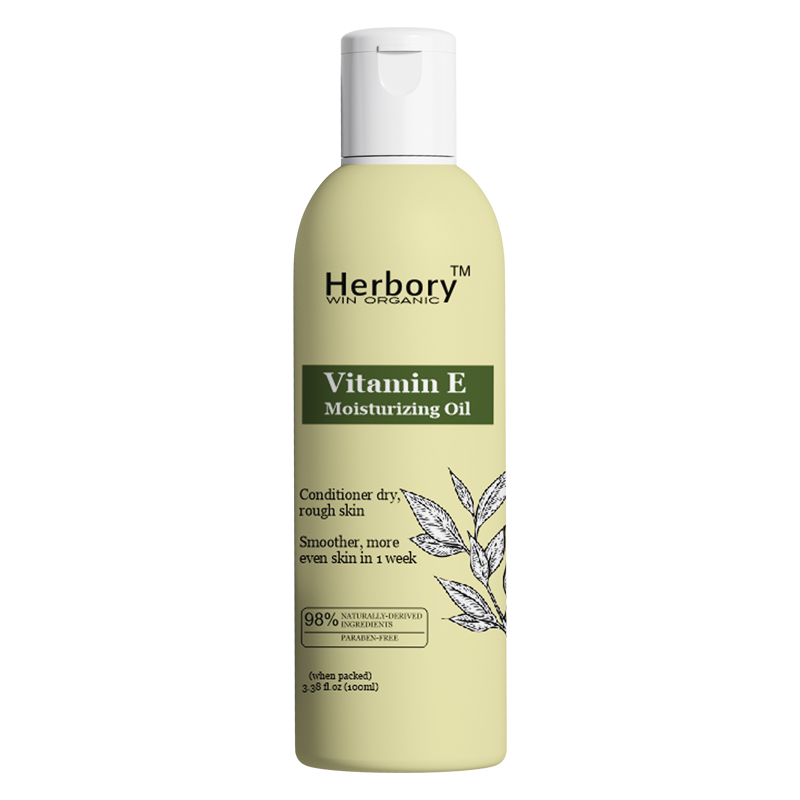 Herbory™
WIN ORGANIC
Vitamin E
Moisturizing Oil
Conditioner dry,
rough skin
Smoother, more
even skin in 1 week
98% NATURALLY-DERIVED
INGREDIENTS
PARABEN-FREE
(when packed)
3.38 fl.oz (100ml)